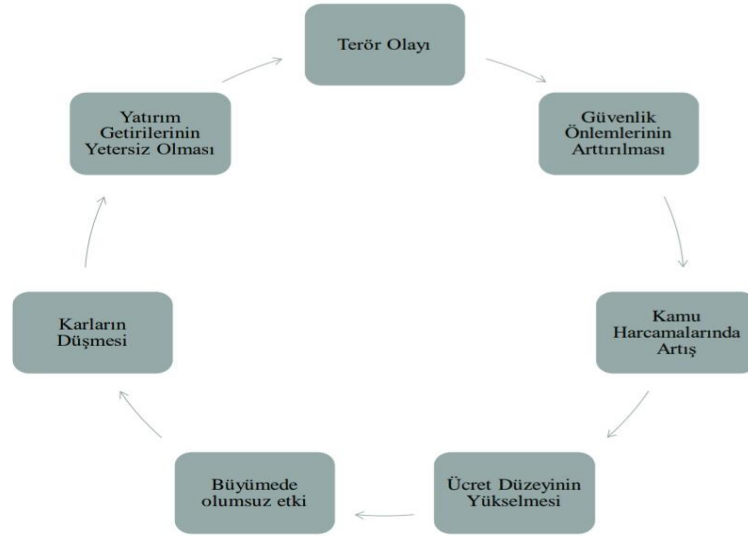 Terör Olayı
Güvenlik
Önlemlerinin
Arttırılması
Kamu
Harcamalarında
Artış
Ücret Düzeyinin
Yükselmesi
Büyümede
olumsuz etki
Karların
Düşmesi
Yatırım
Getirilerinin
Yetersiz Olması